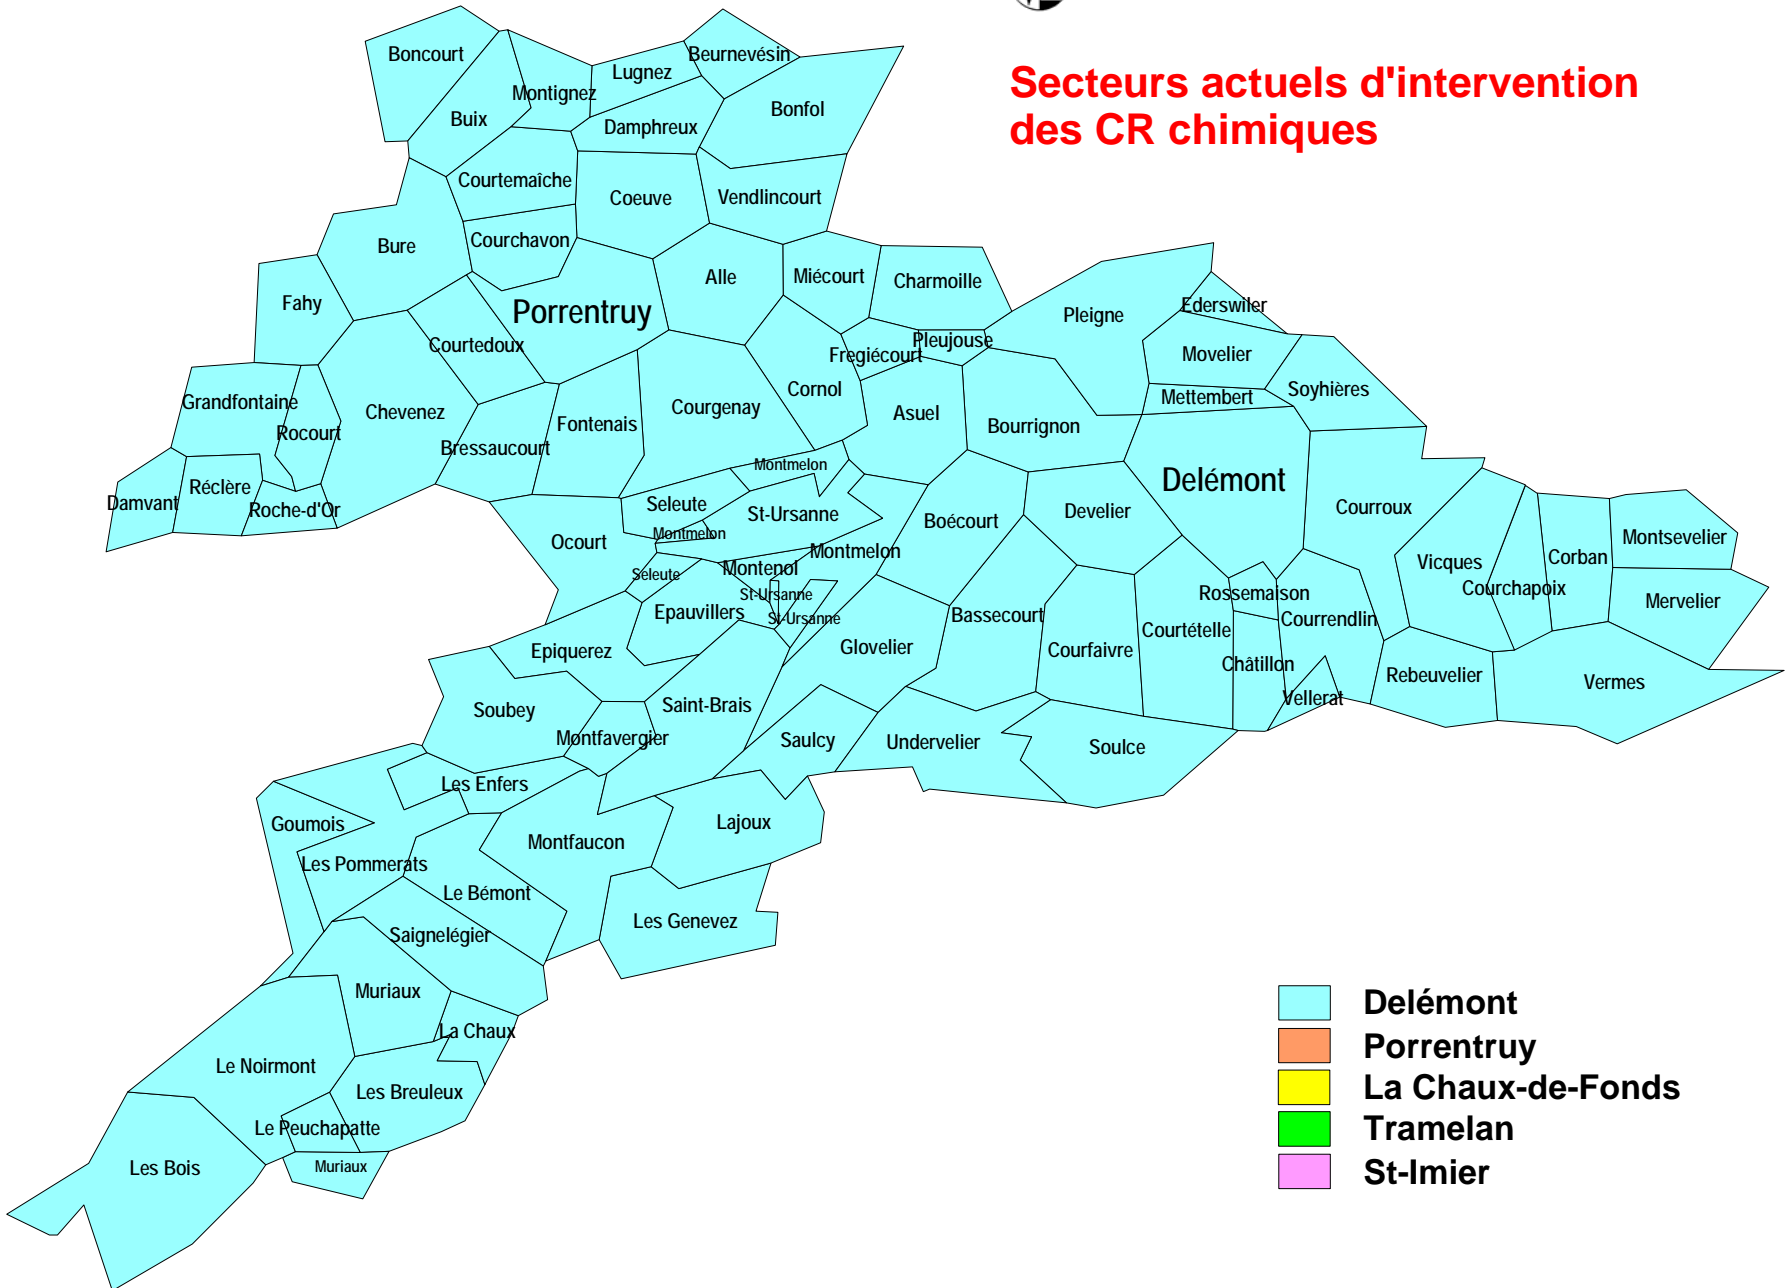 Secteurs actuels d'intervention
des CR chimiques
Boncourt
Beurnevésin
Lugnez
Montignez
Buix
Bonfol
Damphreux
Courtemaîche
Coeuve
Vendlincourt
Bure
Courchavon
Alle
Miécourt
Charmoille
Fahy
Porrentruy
Pleigne
Ederswiler
Courtedoux
Fregiécourt
Pleujouse
Movelier
Grandfontaine
Rocourt
Chevenez
Bressaucourt
Fontenais
Courgenay
Cornol
Asuel
Bourrignon
Mettembert
Soyhières
Damvant
Réclère
Roche-d'Or
Montmelon
Delémont
Seleute
St-Ursanne
Montmelon
Ocourt
Boécourt
Develier
Courroux
Montmelon
Montsevelier
Vicques
Corban
Courchapoix
Mervelier
Seleute
Montenol
St-Ursanne
St-Ursanne
Epauvillers
Bassecourt
Rossemaison
Courrendlin
Courtételle
Epiquerez
Glovelier
Courfaivre
Châtillon
Rebeuvelier
Vermes
Vellerat
Soubey
Saint-Brais
Montfavergier
Saulcy
Undervelier
Soulce
Les Enfers
Goumois
Montfaucon
Lajoux
Les Pommerats
Le Bémont
Les Genevez
Saignelégier
Muriaux
La Chaux
Le Noirmont
Les Breuleux
Le Peuchapatte
Les Bois
Muriaux
Delémont
Porrentruy
La Chaux-de-Fonds
Tramelan
St-Imier